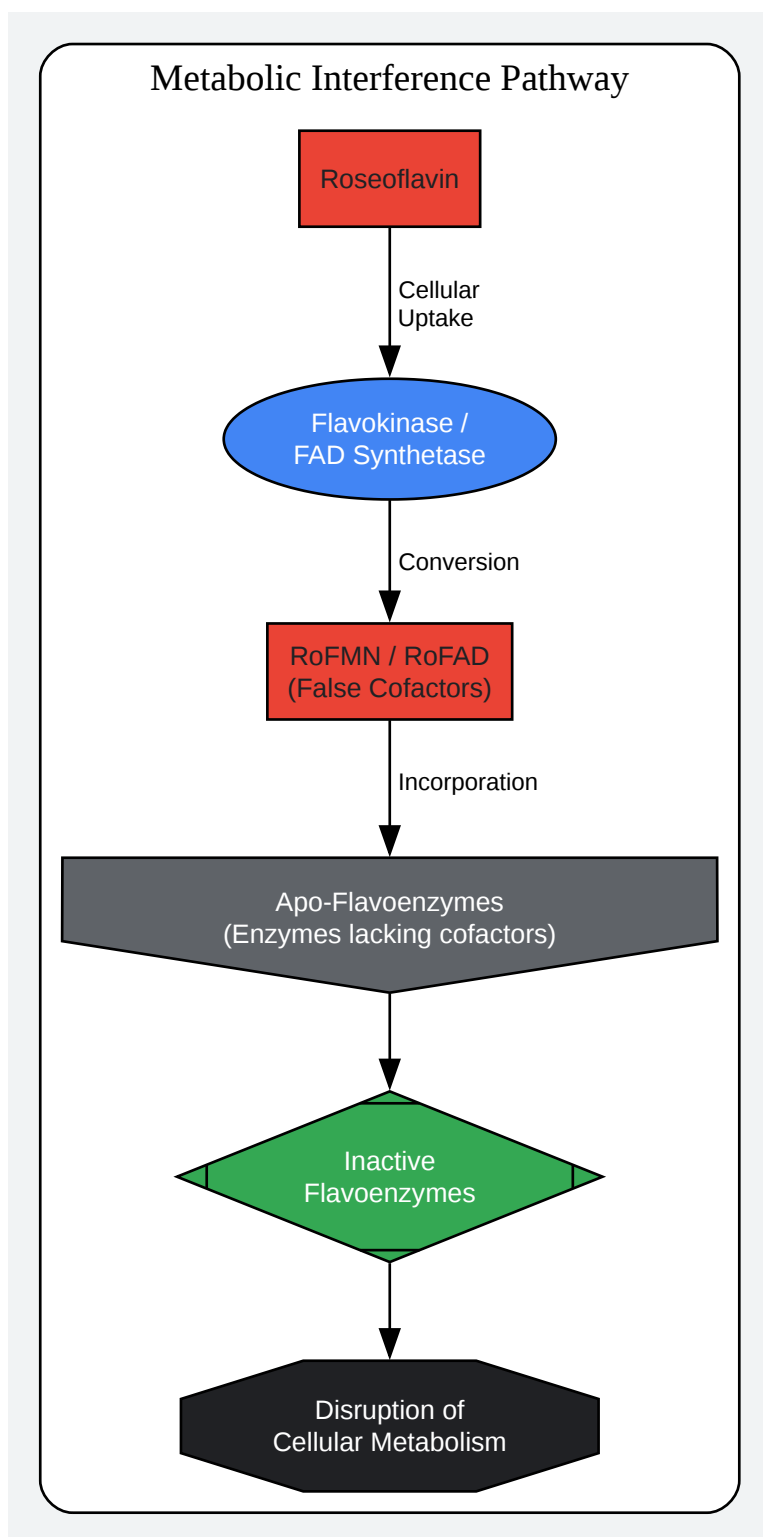 Metabolic Interference Pathway
Roseoflavin
Cellular
Uptake
Flavokinase /
FAD Synthetase
Conversion
RoFMN / RoFAD
(False Cofactors)
Incorporation
Apo-Flavoenzymes
(Enzymes lacking cofactors)
Inactive
Flavoenzymes
Disruption of
Cellular Metabolism